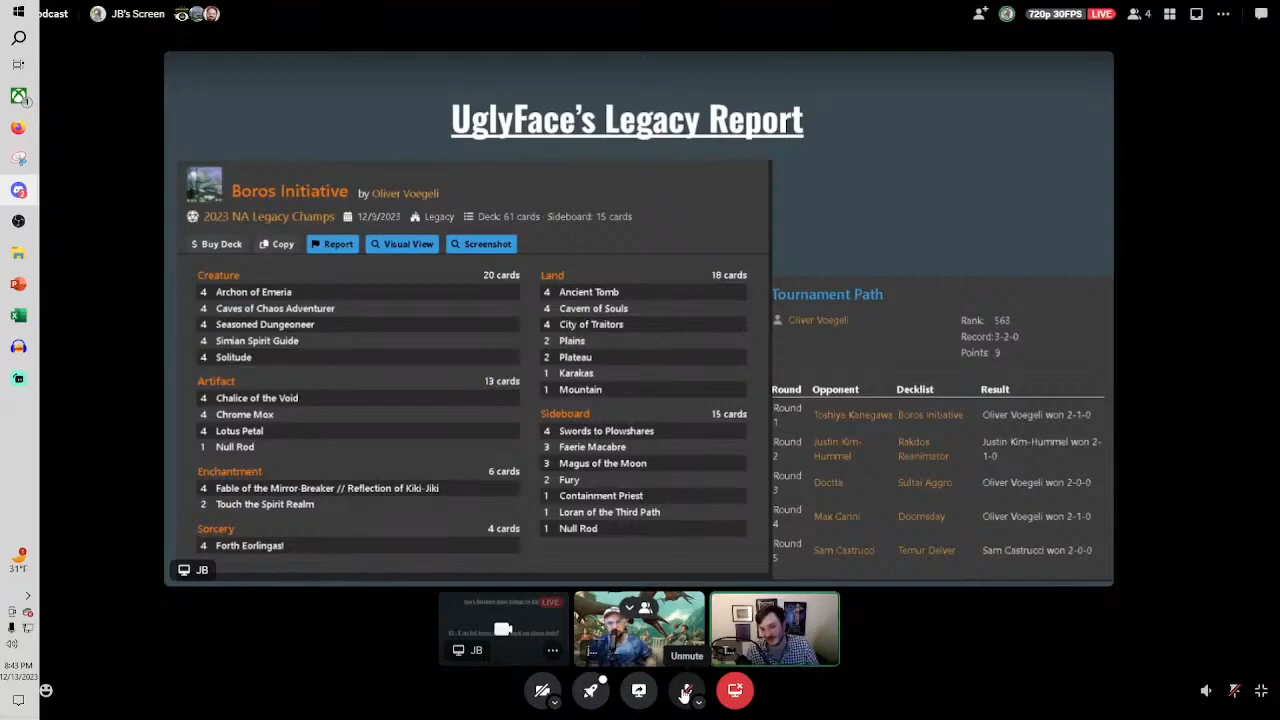 odcast
JB's Screen
720p 30FPS LIVE
4
UglyFace's Legacy Report
Boros Initiative by Oliver Voegeli
2023 NA Legacy Champs 12/9/2023 Legacy Deck: 61 cards · Sideboard: 15 cards
$ Buy Deck Copy Report Visual View Screenshot
Creature 20 cards
4 Archon of Emeria
4 Caves of Chaos Adventurer
4 Seasoned Dungeoneer
4 Simian Spirit Guide
4 Solitude
Artifact 13 cards
4 Chalice of the Void
4 Chrome Mox
4 Lotus Petal
1 Null Rod
Enchantment 6 cards
4 Fable of the Mirror-Breaker // Reflection of Kiki-Jiki
2 Touch the Spirit Realm
Sorcery 4 cards
4 Forth Eorlingas!
Land 18 cards
4 Ancient Tomb
4 Cavern of Souls
4 City of Traitors
2 Plains
2 Plateau
1 Karakas
1 Mountain
Sideboard 15 cards
4 Swords to Plowshares
3 Faerie Macabre
3 Magus of the Moon
2 Fury
1 Containment Priest
1 Loran of the Third Path
1 Null Rod
Tournament Path
Oliver Voegeli
Rank: 563
Record: 3-2-0
Points: 9
Round Opponent Decklist Result
Round 1 Toshiya Kanegawa Boros Initiative Oliver Voegeli won 2-1-0
Round 2 Justin Kim-Hummel Rakdos Reanimator Justin Kim-Hummel won 2-1-0
Round 3 Doctta Sultai Aggro Oliver Voegeli won 2-0-0
Round 4 Max Carini Doomsday Oliver Voegeli won 2-1-0
Round 5 Sam Castrucci Temur Delver Sam Castrucci won 2-0-0
JB
LIVE
JB
j...
Unmute
T...
31°F
8:43 PM
12/13/2023